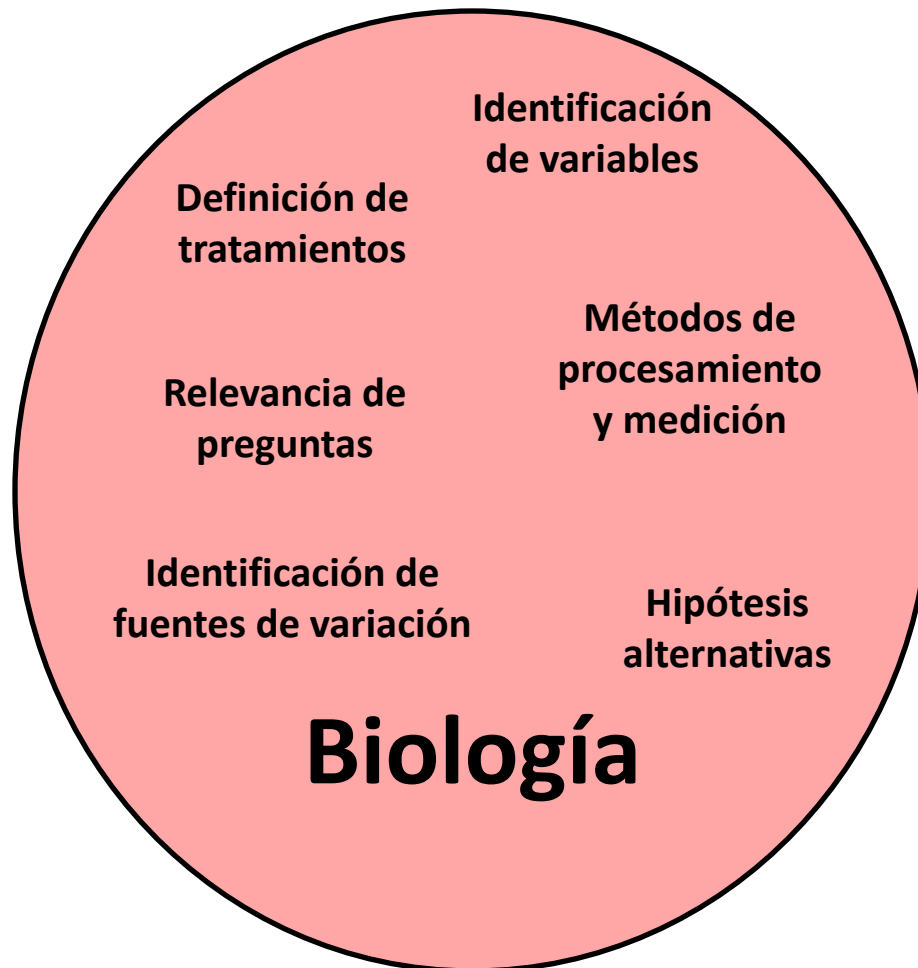 Identificación
de variables
Definición de
tratamientos
Métodos de
procesamiento
y medición
Relevancia de
preguntas
Identificación de
fuentes de variación
Hipótesis
alternativas
Biología